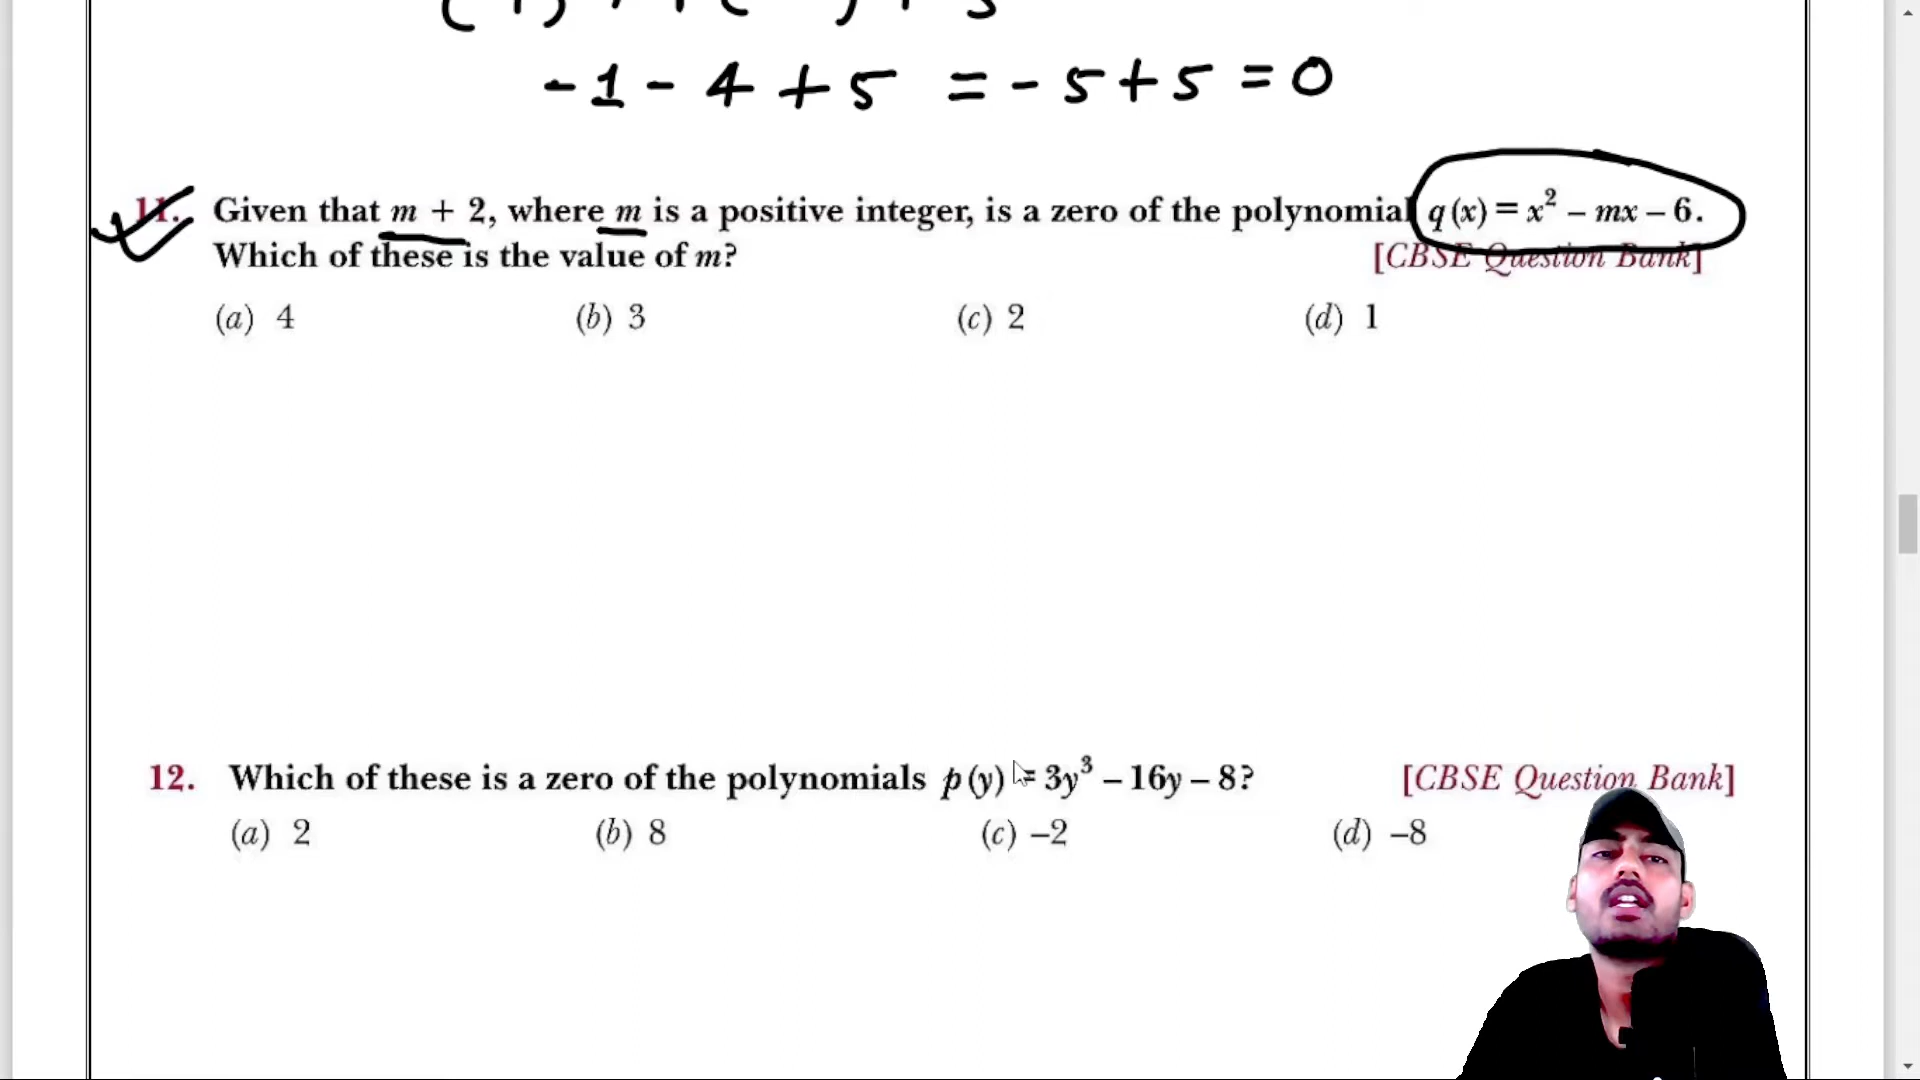 -1 - 4 + 5 = - 5 + 5 = 0
11. Given that m + 2, where m is a positive integer, is a zero of the polynomial q(x) = x² – mx – 6.
Which of these is the value of m? [CBSE Question Bank]
(a) 4 (b) 3 (c) 2 (d) 1
12. Which of these is a zero of the polynomials p(y) = 3y³ – 16y – 8? [CBSE Question Bank]
(a) 2 (b) 8 (c) –2 (d) –8